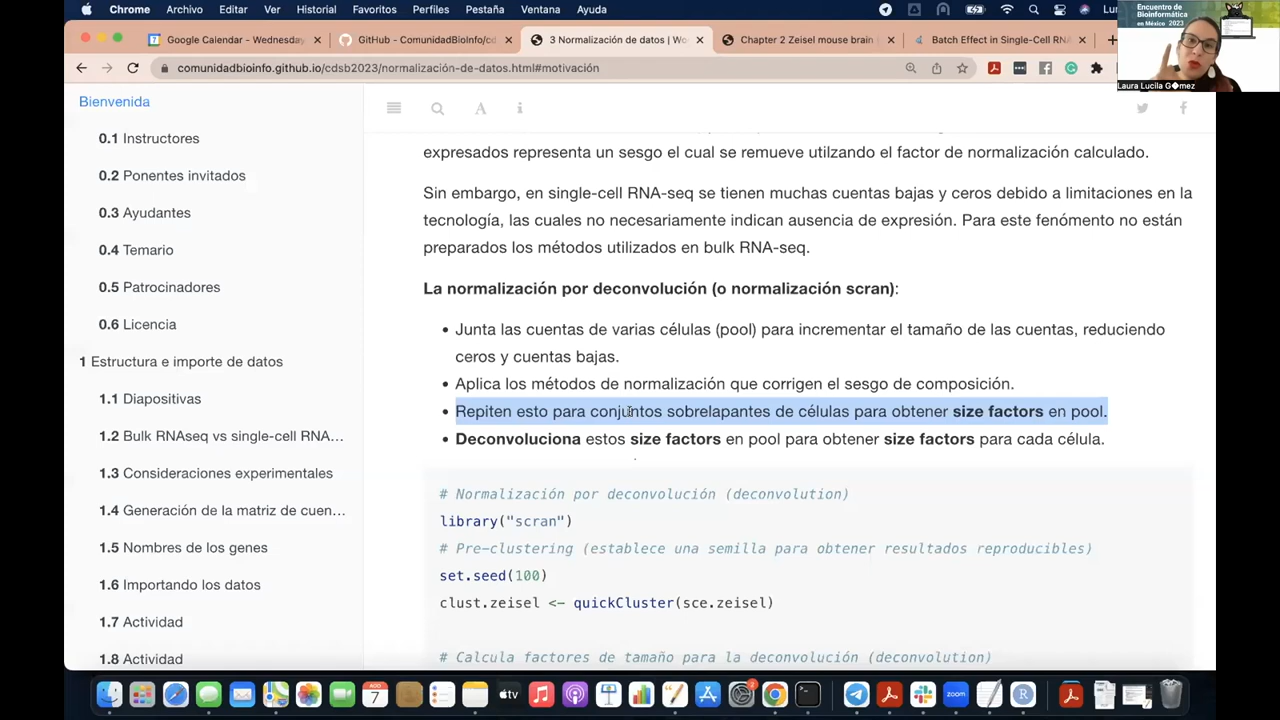 Chrome Archivo Editar Ver Historial Favoritos Perfiles Pestaña Ventana Ayuda
Google Calendar - Wednesday,
GitHub - ComunidadBioInfo/cd
Normalización de datos | Wo
Chapter 2 Zeisel mouse brain
Batch Effect in Single-Cell RNA
comunidadbioinfo.github.io/cdsb2023/normalización-de-datos.html#motivación
Encuentro de
Bioinformática
en México 2023
Laura Lucila G�mez
Bienvenida
0.1 Instructores
0.2 Ponentes invitados
0.3 Ayudantes
0.4 Temario
0.5 Patrocinadores
0.6 Licencia
1 Estructura e importe de datos
1.1 Diapositivas
1.2 Bulk RNAseq vs single-cell RNA...
1.3 Consideraciones experimentales
1.4 Generación de la matriz de cuen...
1.5 Nombres de los genes
1.6 Importando los datos
1.7 Actividad
1.8 Actividad
expresados representa un sesgo el cual se remueve utilzando el factor de normalización calculado.
Sin embargo, en single-cell RNA-seq se tienen muchas cuentas bajas y ceros debido a limitaciones en la
tecnología, las cuales no necesariamente indican ausencia de expresión. Para este fenómento no están
preparados los métodos utilizados en bulk RNA-seq.
La normalización por deconvolución (o normalización scran):
• Junta las cuentas de varias células (pool) para incrementar el tamaño de las cuentas, reduciendo
ceros y cuentas bajas.
• Aplica los métodos de normalización que corrigen el sesgo de composición.
• Repiten esto para conjuntos sobrelapantes de células para obtener size factors en pool.
• Deconvoluciona estos size factors en pool para obtener size factors para cada célula.
# Normalización por deconvolución (deconvolution)
library("scran")
# Pre-clustering (establece una semilla para obtener resultados reproducibles)
set.seed(100)
clust.zeisel <- quickCluster(sce.zeisel)
# Calcula factores de tamaño para la deconvolución (deconvolution)
AGO
7
tv
zoom
R